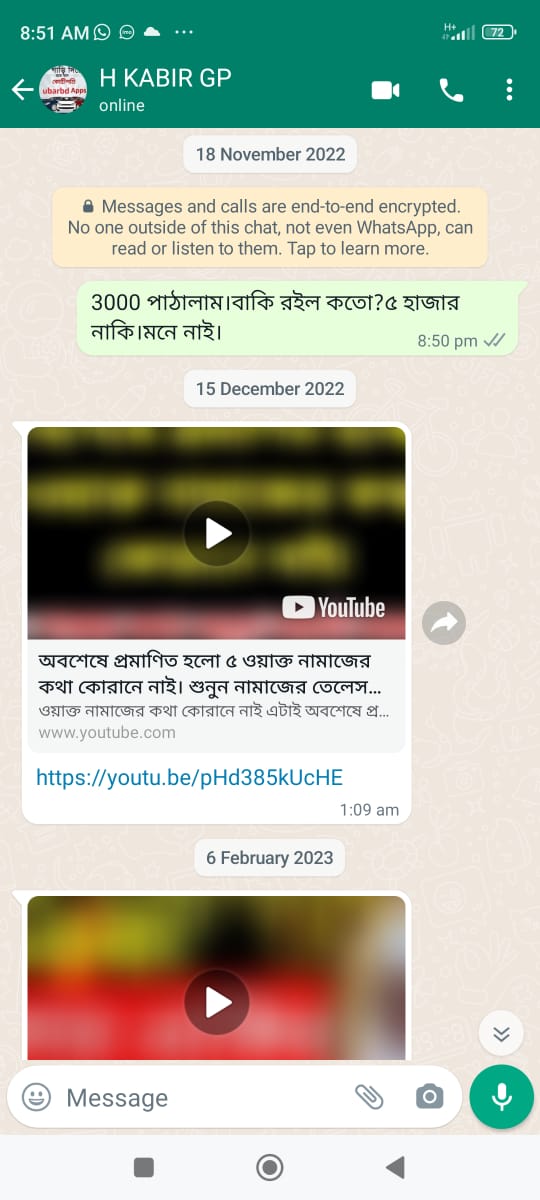 8:51 AM
72
H KABIR GP
online
18 November 2022
Messages and calls are end-to-end encrypted.
No one outside of this chat, not even WhatsApp, can
read or listen to them. Tap to learn more.
3000 পাঠালাম।বাকি রইল কতো?৫ হাজার
নাকি।মনে নাই।
8:50 pm
15 December 2022
YouTube
অবশেষে প্রমাণিত হলো ৫ ওয়াক্ত নামাজের
কথা কোরানে নাই। শুনুন নামাজের তেলেস...
ওয়াক্ত নামাজের কথা কোরানে নাই এটাই অবশেষে প্র...
www.youtube.com
https://youtu.be/pHd385kUcHE
1:09 am
6 February 2023
Message